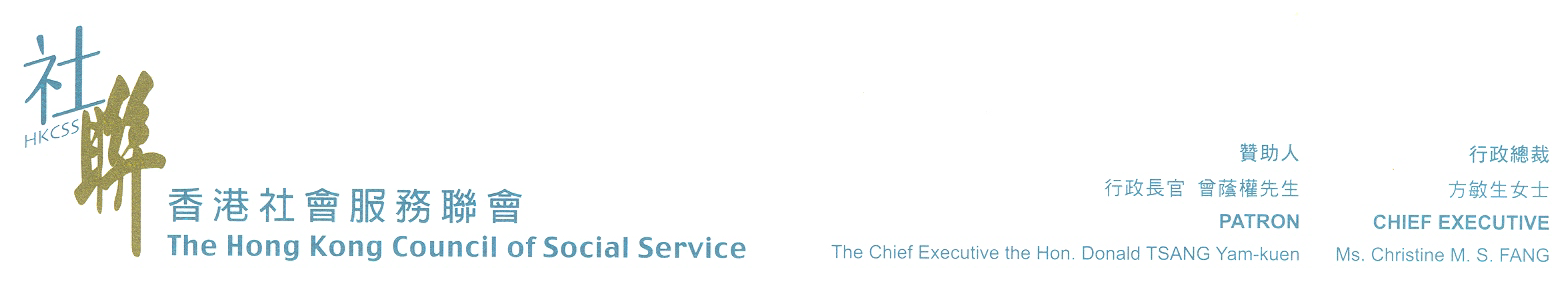 社聯
HKCSS
香港社會服務聯會
The Hong Kong Council of Social Service
贊助人
行政長官 曾蔭權先生
PATRON
The Chief Executive the Hon. Donald TSANG Yam-kuen
行政總裁
方敏生女士
CHIEF EXECUTIVE
Ms. Christine M. S. FANG